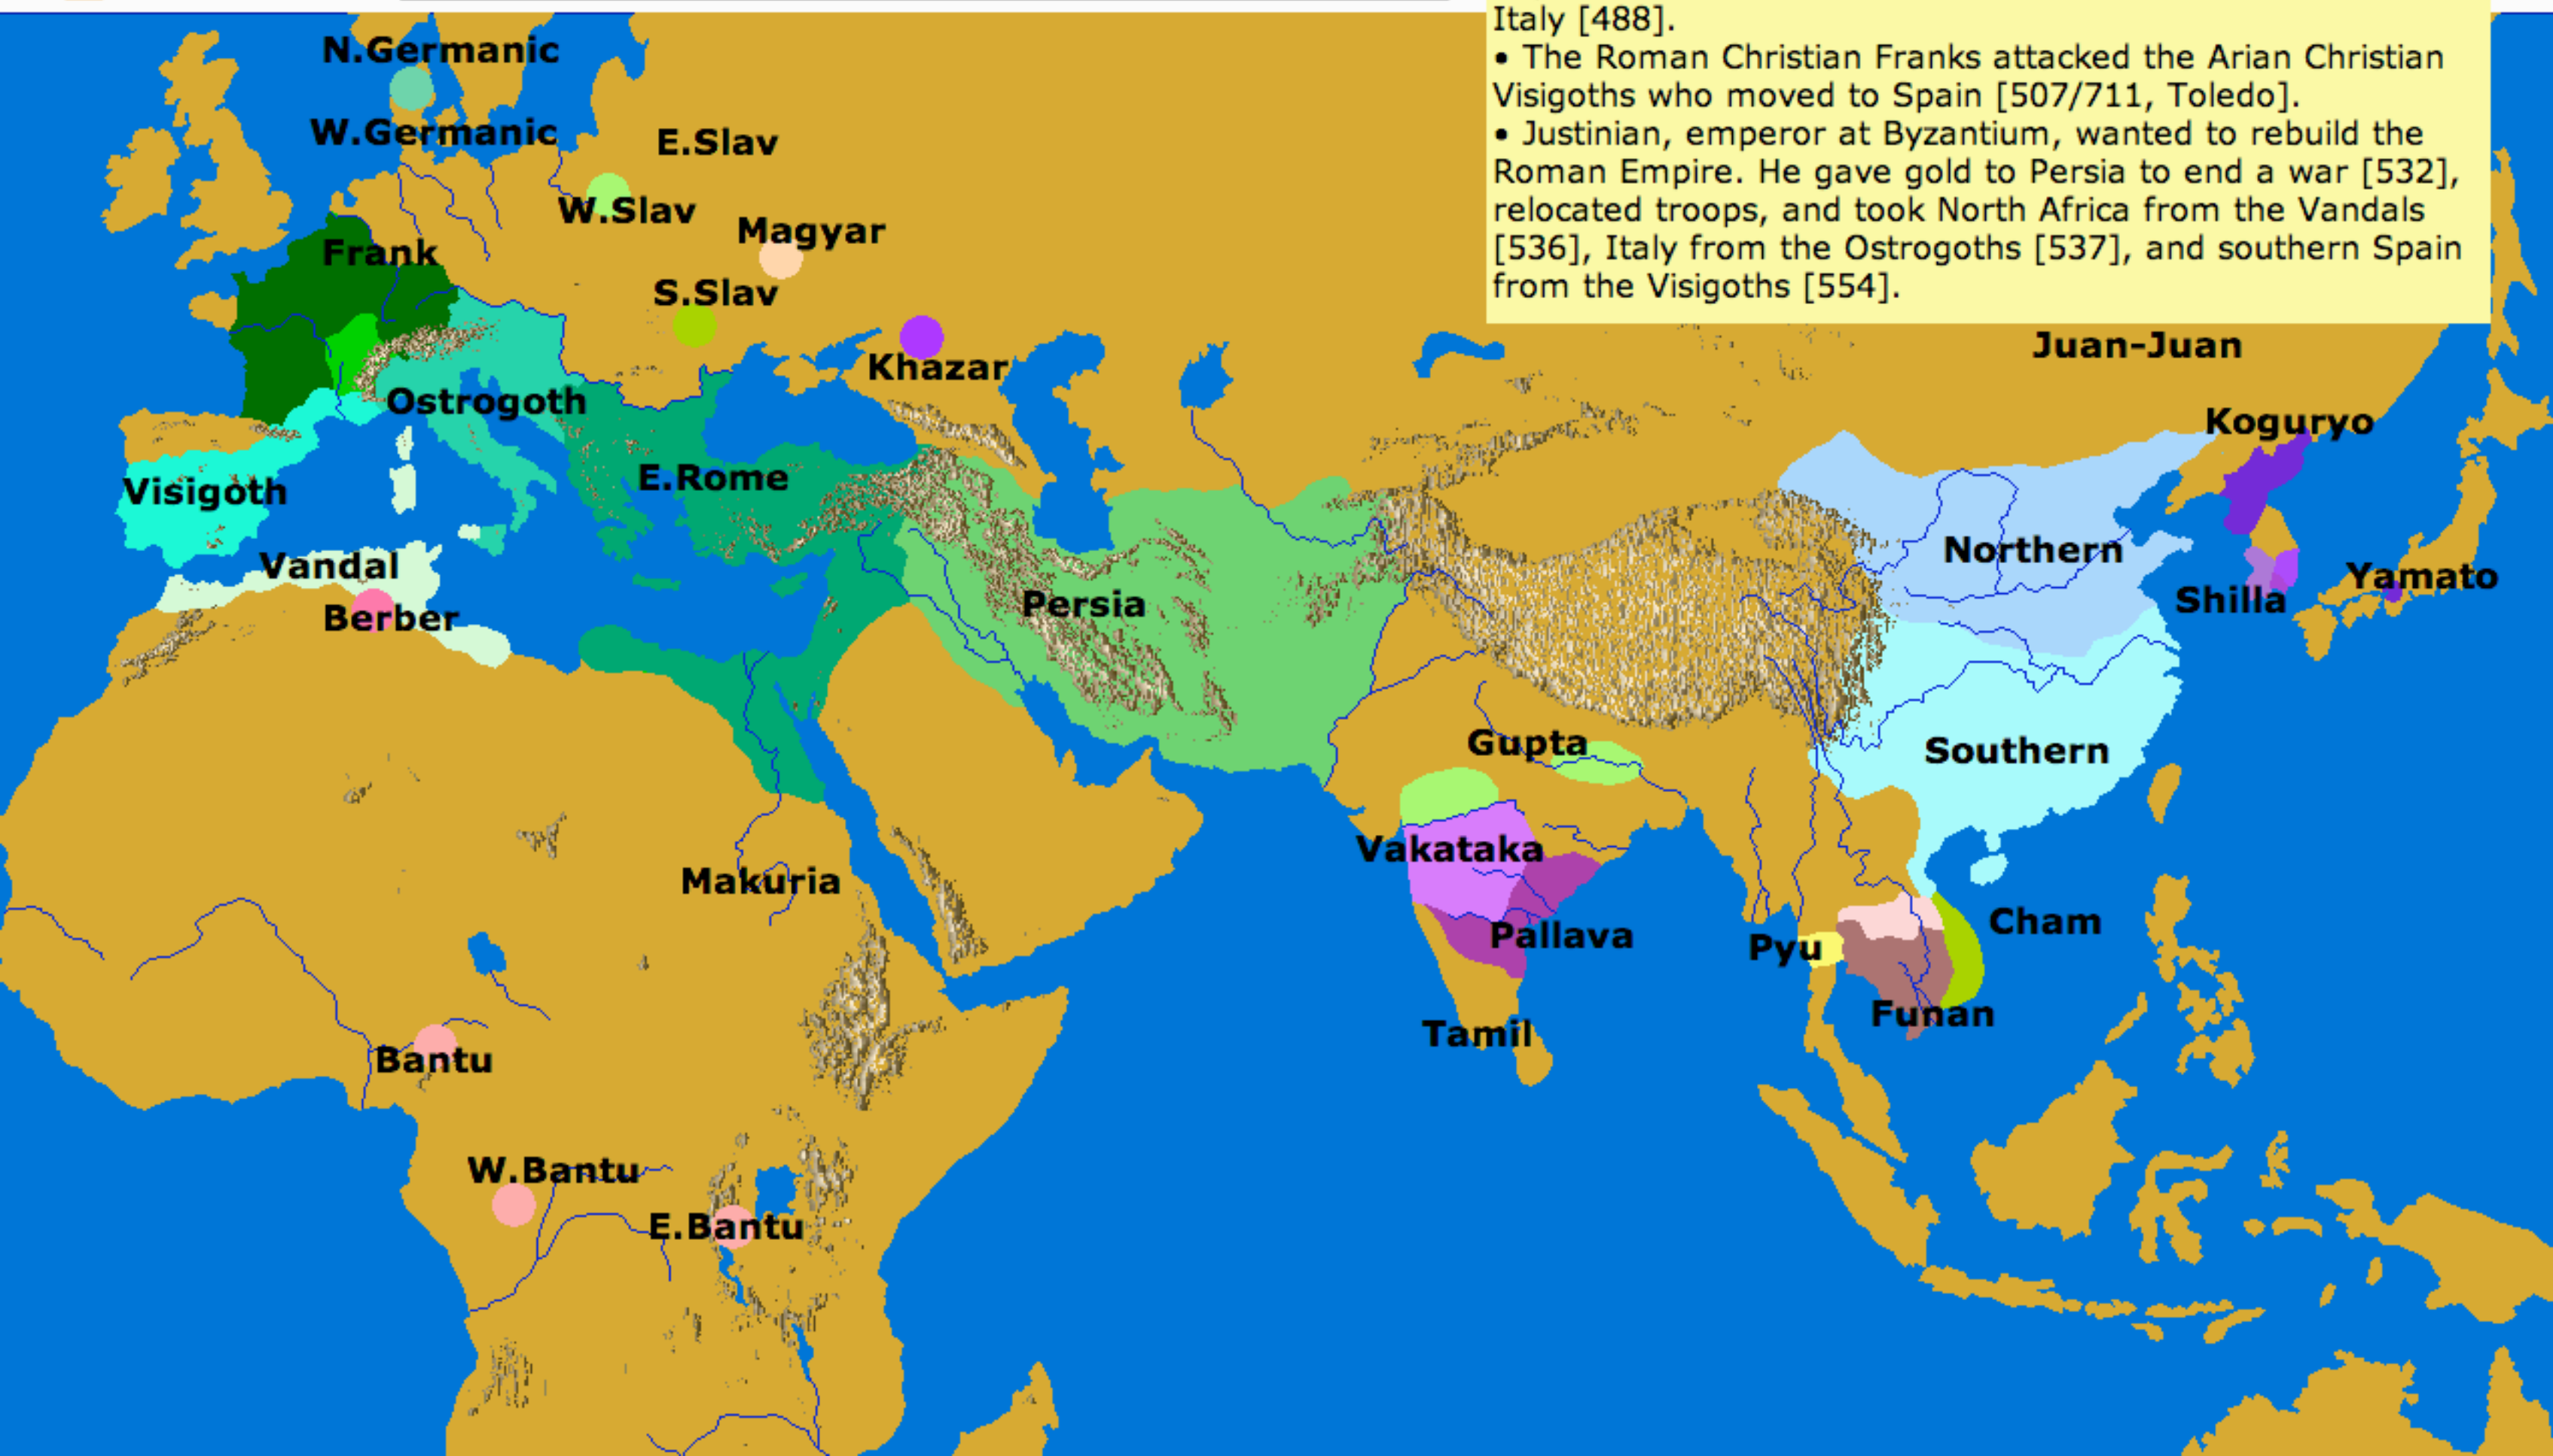 Italy [488].
• The Roman Christian Franks attacked the Arian Christian
Visigoths who moved to Spain [507/711, Toledo].
• Justinian, emperor at Byzantium, wanted to rebuild the
Roman Empire. He gave gold to Persia to end a war [532],
relocated troops, and took North Africa from the Vandals
[536], Italy from the Ostrogoths [537], and southern Spain
from the Visigoths [554].
N.Germanic
W.Germanic
E.Slav
W.Slav
Magyar
Frank
S.Slav
Khazar
Juan-Juan
Ostrogoth
Koguryo
Visigoth
E.Rome
Northern
Vandal
Berber
Persia
Shilla
Yamato
Gupta
Southern
Vakataka
Makuria
Pallava
Pyu
Cham
Funan
Tamil
Bantu
W.Bantu
E.Bantu